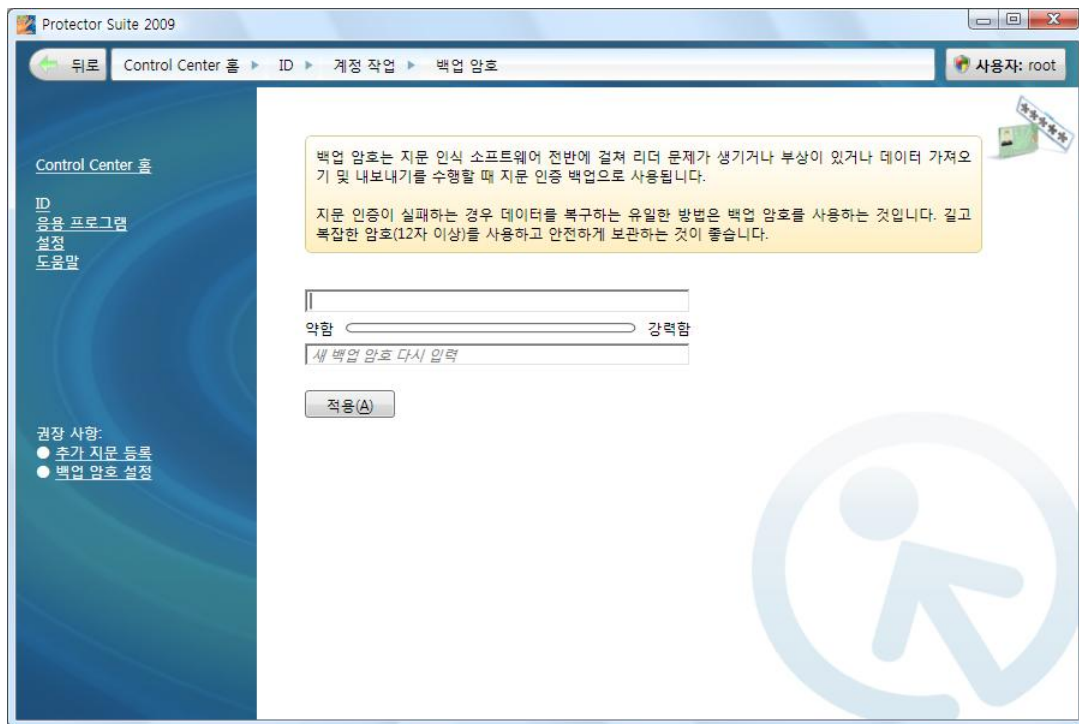 Protector Suite 2009
뒤로 Control Center 홈 ID 계정 작업 백업 암호 사용자: root
Control Center 홈
ID
응용 프로그램
설정
도움말
권장 사항:
추가 지문 등록
백업 암호 설정
백업 암호는 지문 인식 소프트웨어 전반에 걸쳐 리더 문제가 생기거나 부상이 있거나 데이터 가져오
기 및 내보내기를 수행할 때 지문 인증 백업으로 사용됩니다.
지문 인증이 실패하는 경우 데이터를 복구하는 유일한 방법은 백업 암호를 사용하는 것입니다. 길고
복잡한 암호(12자 이상)를 사용하고 안전하게 보관하는 것이 좋습니다.
약함 강력함
새 백업 암호 다시 입력
적용(A)
*****